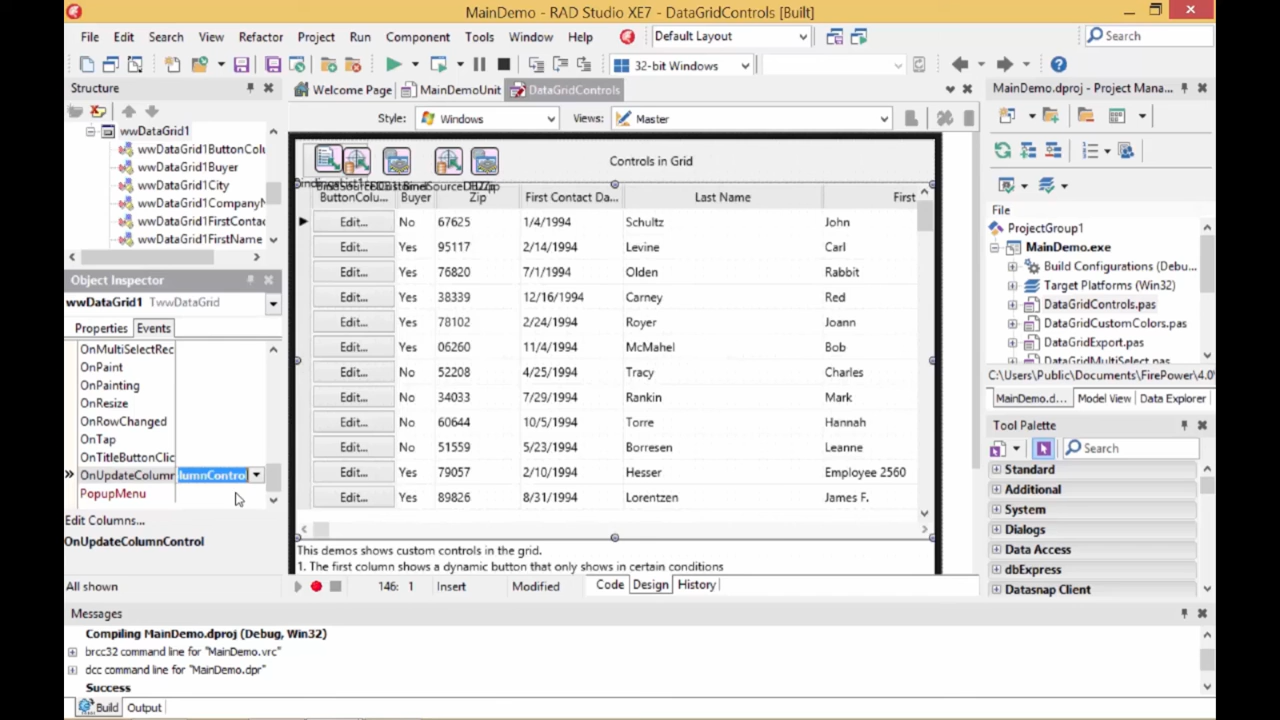 MainDemo - RAD Studio XE7 - DataGridControls [Built]
File Edit Search View Refactor Project Run Component Tools Window Help Default Layout Search
32-bit Windows
Structure
wwDataGrid1
wwDataGrid1ButtonColu
wwDataGrid1Buyer
wwDataGrid1City
wwDataGrid1CompanyN
wwDataGrid1FirstContac
wwDataGrid1FirstName
Object Inspector
wwDataGrid1 TwwDataGrid
Properties Events
OnMultiSelectRec
OnPaint
OnPainting
OnResize
OnRowChanged
OnTap
OnTitleButtonClic
OnUpdateColumn lumnControl
PopupMenu
Edit Columns...
OnUpdateColumnControl
All shown
Welcome Page MainDemoUnit DataGridControls
Style: Windows Views: Master
Controls in Grid
ButtonColu... Buyer Zip First Contact Da... Last Name First
Edit... No 67625 1/4/1994 Schultz John
Edit... Yes 95117 2/14/1994 Levine Carl
Edit... Yes 76820 7/1/1994 Olden Rabbit
Edit... Yes 38339 12/16/1994 Carney Red
Edit... Yes 78102 2/24/1994 Royer Joann
Edit... Yes 06260 11/4/1994 McMahel Bob
Edit... No 52208 4/25/1994 Tracy Charles
Edit... No 34033 7/29/1994 Rankin Mark
Edit... No 60644 10/5/1994 Torre Hannah
Edit... No 51559 5/23/1994 Borresen Leanne
Edit... Yes 79057 2/10/1994 Hesser Employee 2560
Edit... Yes 89826 8/31/1994 Lorentzen James F.
This demos shows custom controls in the grid.
1. The first column shows a dynamic button that only shows in certain conditions
146: 1 Insert Modified Code Design History
MainDemo.dproj - Project Mana...
File
ProjectGroup1
MainDemo.exe
Build Configurations (Debu...
Target Platforms (Win32)
DataGridControls.pas
DataGridCustomColors.pas
DataGridExport.pas
DataGridMultiSelect.pas
C:\Users\Public\Documents\FirePower\4.0\
MainDemo.d... Model View Data Explorer
Tool Palette
Search
Standard
Additional
System
Dialogs
Data Access
dbExpress
Datasnap Client
Messages
Compiling MainDemo.dproj (Debug, Win32)
brcc32 command line for "MainDemo.vrc"
dcc command line for "MainDemo.dpr"
Success
Build Output